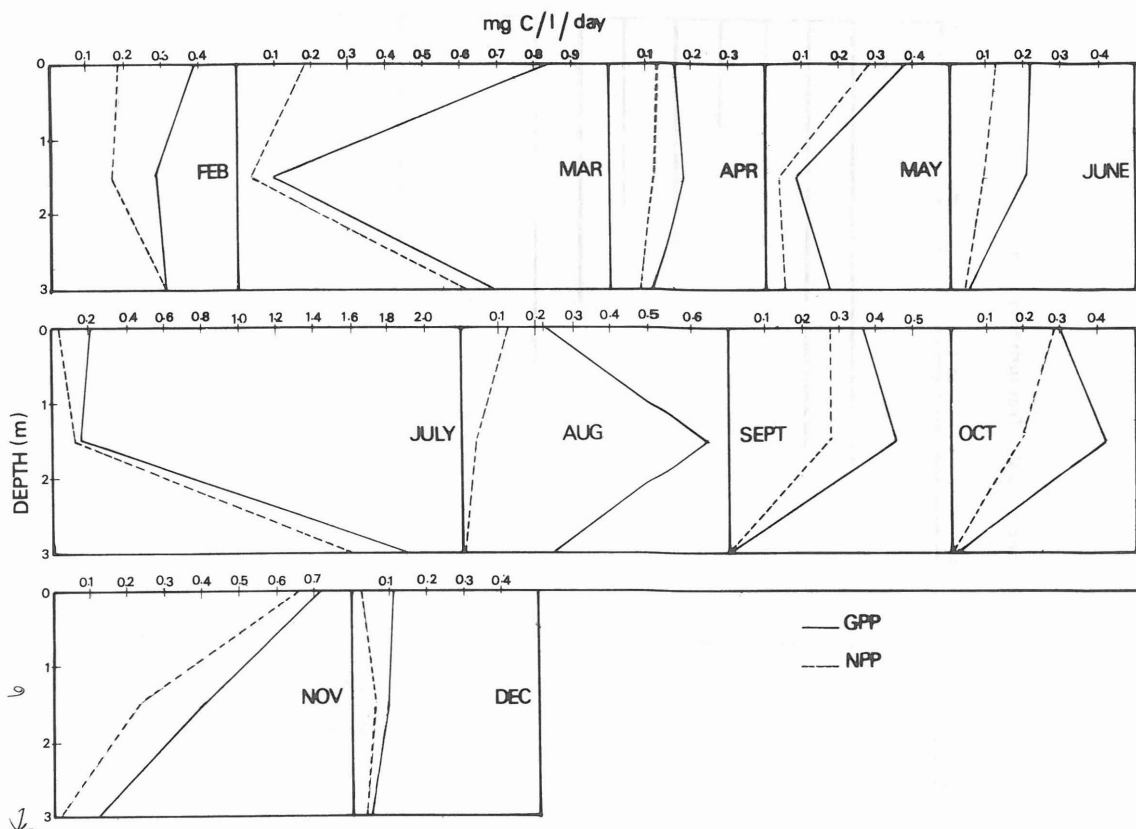 mg C/l/day
0.1 0.2 0.3 0.4 0.1 0.2 0.3 0.4 0.5 0.6 0.7 0.8 0.9 0.1 0.2 0.3 0.1 0.2 0.3 0.4 0.1 0.2 0.3 0.4
0
1
FEB MAR APR MAY JUNE
2
3
0.2 0.4 0.6 0.8 1.0 1.2 1.4 1.6 1.8 2.0 0.1 0.2 0.3 0.5 0.6 0.1 0.2 0.3 0.4 0.5 0.1 0.2 0.3 0.4
0
1
JULY AUG SEPT OCT
2
3
DEPTH (m)
0.1 0.2 0.3 0.4 0.5 0.6 0.7 0.1 0.2 0.3 0.4
0
1
NOV DEC
2
3
GPP
NPP